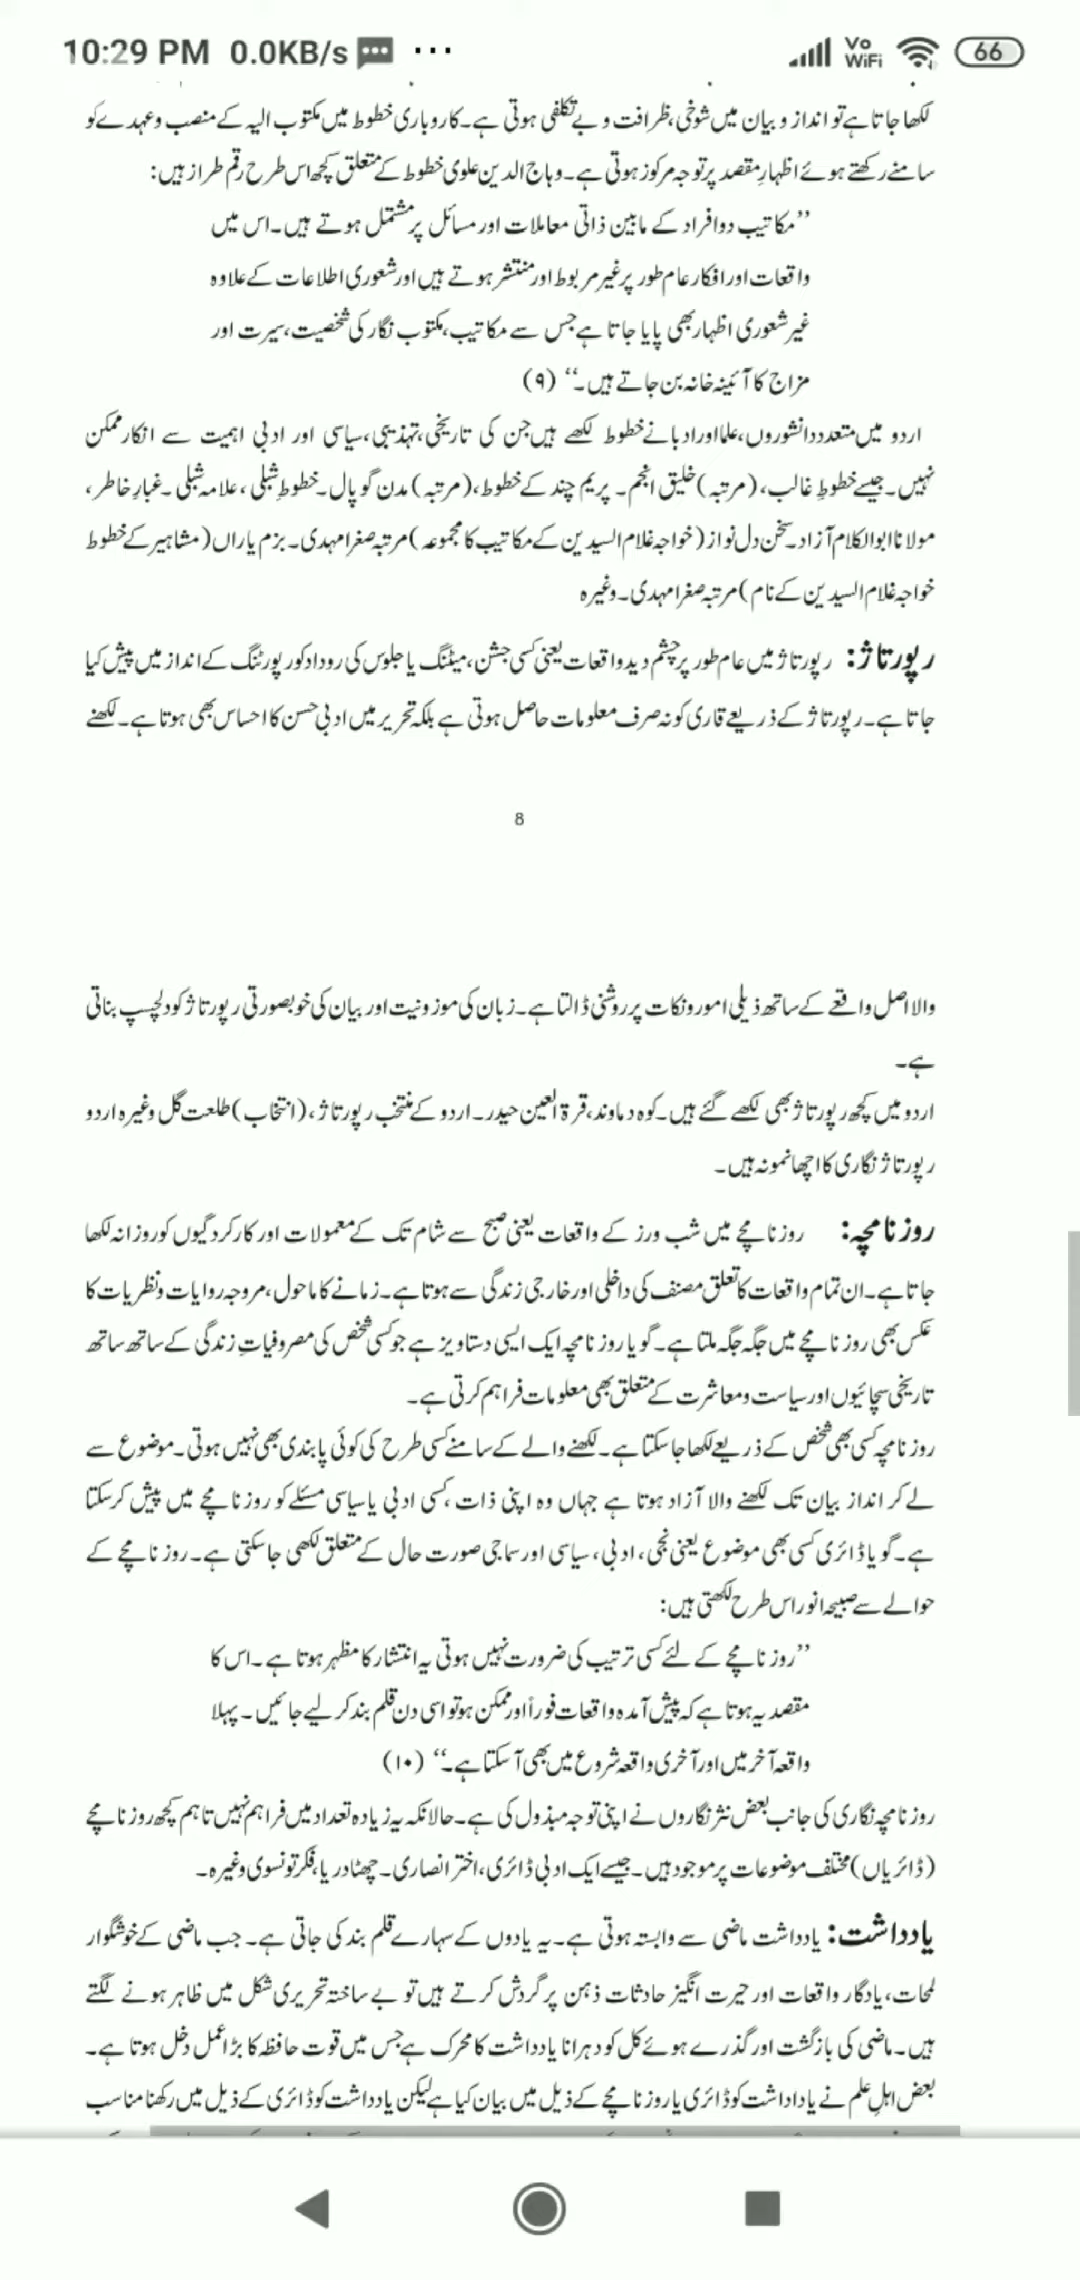 10:29 PM 0.0KB/s ... Vo WiFi 66
لکھا جاتا ہے تو انداز و بیان میں شوخی، ظرافت و بے تکلفی ہوتی ہے۔ کاروباری خطوط میں مکتوب الیہ کے منصب و عہدے کو
سامنے رکھتے ہوئے اظہارِ مقصد پر توجہ مرکوز ہوتی ہے۔ وہاج الدین علوی خطوط کے متعلق کچھ اس طرح رقم طراز ہیں:
”مکاتیب دو افراد کے مابین ذاتی معاملات اور مسائل پر مشتمل ہوتے ہیں۔ اس میں
واقعات اور افکار عام طور پر غیر مربوط اور منتشر ہوتے ہیں اور شعوری اطلاعات کے علاوہ
غیر شعوری اظہار بھی پایا جاتا ہے جس سے مکاتیب، مکتوب نگار کی شخصیت، سیرت اور
مزاج کا آئینہ خانہ بن جاتے ہیں۔“ (۹)
اردو میں متعدد دانشوروں، علما اور ادبا نے خطوط لکھے ہیں جن کی تاریخی، تہذیبی، سیاسی اور ادبی اہمیت سے انکار ممکن
نہیں۔ جیسے خطوطِ غالب، (مرتبہ) خلیق انجم۔ پریم چند کے خطوط، (مرتبہ) مدن گوپال۔ خطوطِ شبلی، علامہ شبلی۔ غبارِ خاطر،
مولانا ابوالکلام آزاد۔ سخن دل نواز (خواجہ غلام السیدین کے مکاتیب کا مجموعہ) مرتبہ صغرا مہدی۔ بزم یاراں (مشاہیر کے خطوط
خواجہ غلام السیدین کے نام) مرتبہ صغرا مہدی۔ وغیرہ
رپورتاژ: رپورتاژ میں عام طور پر چشم دید واقعات یعنی کسی جشن، میٹنگ یا جلوس کی روداد کو رپورٹنگ کے انداز میں پیش کیا
جاتا ہے۔ رپورتاژ کے ذریعے قاری کو نہ صرف معلومات حاصل ہوتی ہے بلکہ تحریر میں ادبی حسن کا احساس بھی ہوتا ہے۔ لکھنے
8
والا اصل واقعے کے ساتھ ذیلی امور و نکات پر روشنی ڈالتا ہے۔ زبان کی موزونیت اور بیان کی خوبصورتی رپورتاژ کو دلچسپ بناتی
ہے۔
اردو میں کچھ رپورتاژ بھی لکھے گئے ہیں۔ کوہ دماوند، قرۃ العین حیدر۔ اردو کے منتخب رپورتاژ، (انتخاب) طلعت گل وغیرہ اردو
رپورتاژ نگاری کا اچھا نمونہ ہیں۔
روزنامچہ: روزنامچے میں شب ورز کے واقعات یعنی صبح سے شام تک کے معمولات اور کارکردگیوں کو روزانہ لکھا
جاتا ہے۔ ان تمام واقعات کا تعلق مصنف کی داخلی اور خارجی زندگی سے ہوتا ہے۔ زمانے کا ماحول، مروجہ روایات و نظریات کا
عکس بھی روزنامچے میں جگہ جگہ ملتا ہے۔ گویا روزنامچہ ایک ایسی دستاویز ہے جو کسی شخص کی مصروفیاتِ زندگی کے ساتھ ساتھ
تاریخی سچائیوں اور سیاست و معاشرت کے متعلق بھی معلومات فراہم کرتی ہے۔
روزنامچہ کسی بھی شخص کے ذریعے لکھا جاسکتا ہے۔ لکھنے والے کے سامنے کسی طرح کی کوئی پابندی بھی نہیں ہوتی۔ موضوع سے
لے کر انداز بیان تک لکھنے والا آزاد ہوتا ہے جہاں وہ اپنی ذات، کسی ادبی یا سیاسی مسئلے کو روزنامچے میں پیش کرسکتا
ہے۔ گویا ڈائری کسی بھی موضوع یعنی نجی، ادبی، سیاسی اور سماجی صورت حال کے متعلق لکھی جاسکتی ہے۔ روزنامچے کے
حوالے سے صبیحہ انور اس طرح لکھتی ہیں:
”روزنامچے کے لئے کسی ترتیب کی ضرورت نہیں ہوتی یہ انتشار کا مظہر ہوتا ہے۔ اس کا
مقصد یہ ہوتا ہے کہ پیش آمدہ واقعات فوراً اور ممکن ہو تو اسی دن قلم بند کر لیے جائیں۔ پہلا
واقعہ آخر میں اور آخری واقعہ شروع میں بھی آسکتا ہے۔“ (۱۰)
روزنامچہ نگاری کی جانب بعض نثر نگاروں نے اپنی توجہ مبذول کی ہے۔ حالانکہ یہ زیادہ تعداد میں فراہم نہیں تاہم کچھ روزنامچے
(ڈائریاں) مختلف موضوعات پر موجود ہیں۔ جیسے ایک ادبی ڈائری، اختر انصاری۔ چھٹا دریا، فکر تونسوی وغیرہ۔
یادداشت: یادداشت ماضی سے وابستہ ہوتی ہے۔ یہ یادوں کے سہارے قلم بند کی جاتی ہے۔ جب ماضی کے خوشگوار
لمحات، یادگار واقعات اور حیرت انگیز حادثات ذہن پر گردش کرتے ہیں تو بے ساختہ تحریری شکل میں ظاہر ہونے لگتے
ہیں۔ ماضی کی بازگشت اور گذرے ہوئے کل کو دہرانا یادداشت کا محرک ہے جس میں قوت حافظہ کا بڑا عمل دخل ہوتا ہے۔
بعض اہلِ علم نے یاداداشت کو ڈائری یا روزنامچے کے ذیل میں بیان کیا ہے لیکن یادداشت کو ڈائری کے ذیل میں رکھنا مناسب